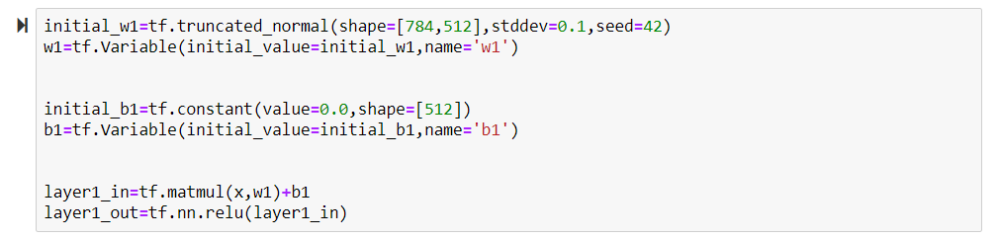 initial_w1=tf.truncated_normal(shape=[784,512],stddev=0.1,seed=42)
w1=tf.Variable(initial_value=initial_w1,name='w1')
initial_b1=tf.constant(value=0.0,shape=[512])
b1=tf.Variable(initial_value=initial_b1,name='b1')
layer1_in=tf.matmul(x,w1)+b1
layer1_out=tf.nn.relu(layer1_in)